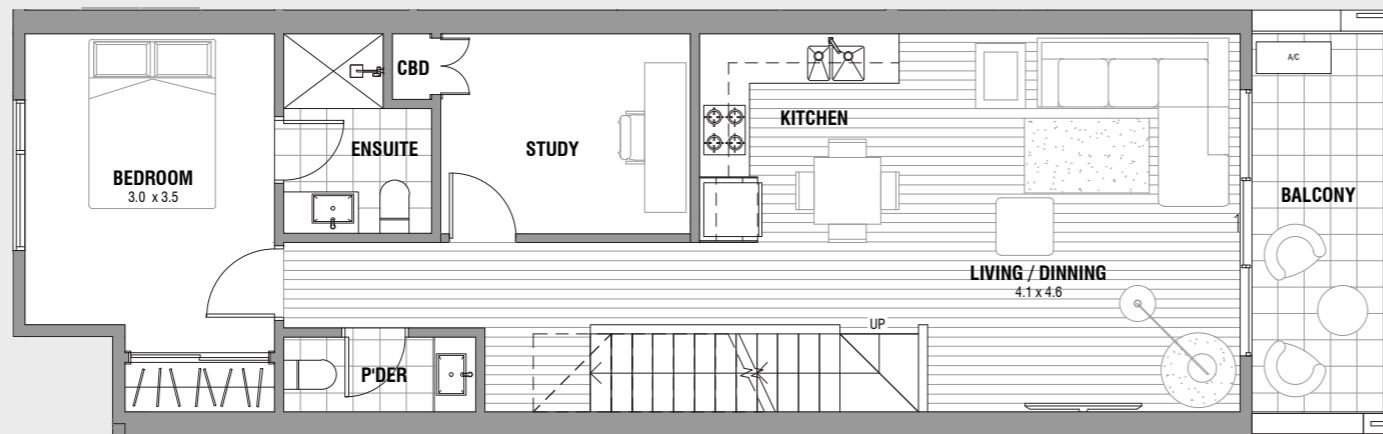 A/C
CBD
KITCHEN
ENSUITE
STUDY
BEDROOM
3.0 x 3.5
BALCONY
LIVING / DINNING
4.1 x 4.6
UP
P'DER